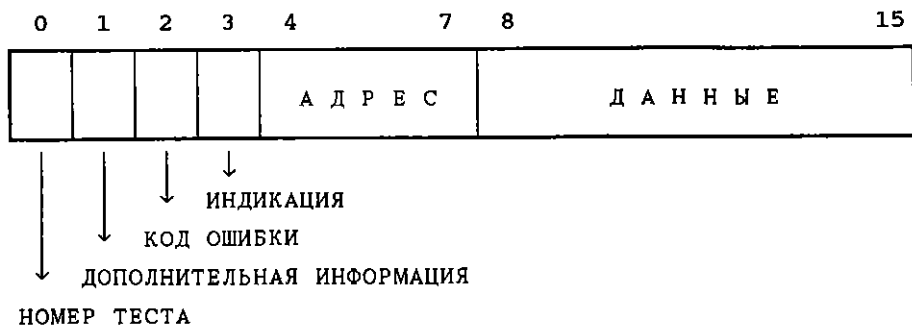 0 1 2 3 4 7 8 15
АДРЕС ДАННЫЕ
ИНДИКАЦИЯ
КОД ОШИБКИ
ДОПОЛНИТЕЛЬНАЯ ИНФОРМАЦИЯ
НОМЕР ТЕСТА